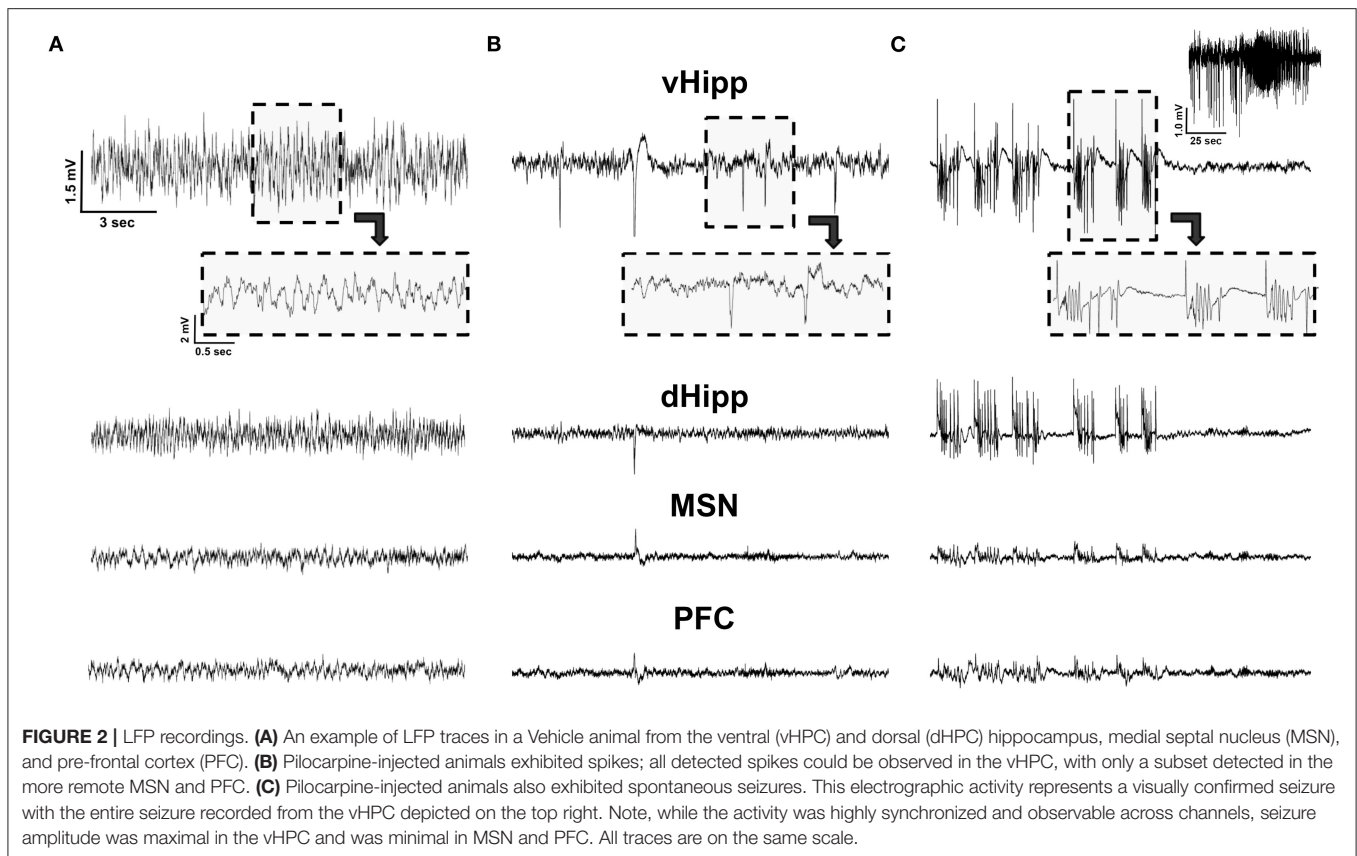 A
B
C
vHipp
1.5 mV
3 sec
1.0 mV
25 sec
2 mV
0.5 sec
dHipp
MSN
PFC
FIGURE 2 | LFP recordings. (A) An example of LFP traces in a Vehicle animal from the ventral (vHPC) and dorsal (dHPC) hippocampus, medial septal nucleus (MSN),
and pre-frontal cortex (PFC). (B) Pilocarpine-injected animals exhibited spikes; all detected spikes could be observed in the vHPC, with only a subset detected in the
more remote MSN and PFC. (C) Pilocarpine-injected animals also exhibited spontaneous seizures. This electrographic activity represents a visually confirmed seizure
with the entire seizure recorded from the vHPC depicted on the top right. Note, while the activity was highly synchronized and observable across channels, seizure
amplitude was maximal in the vHPC and was minimal in MSN and PFC. All traces are on the same scale.